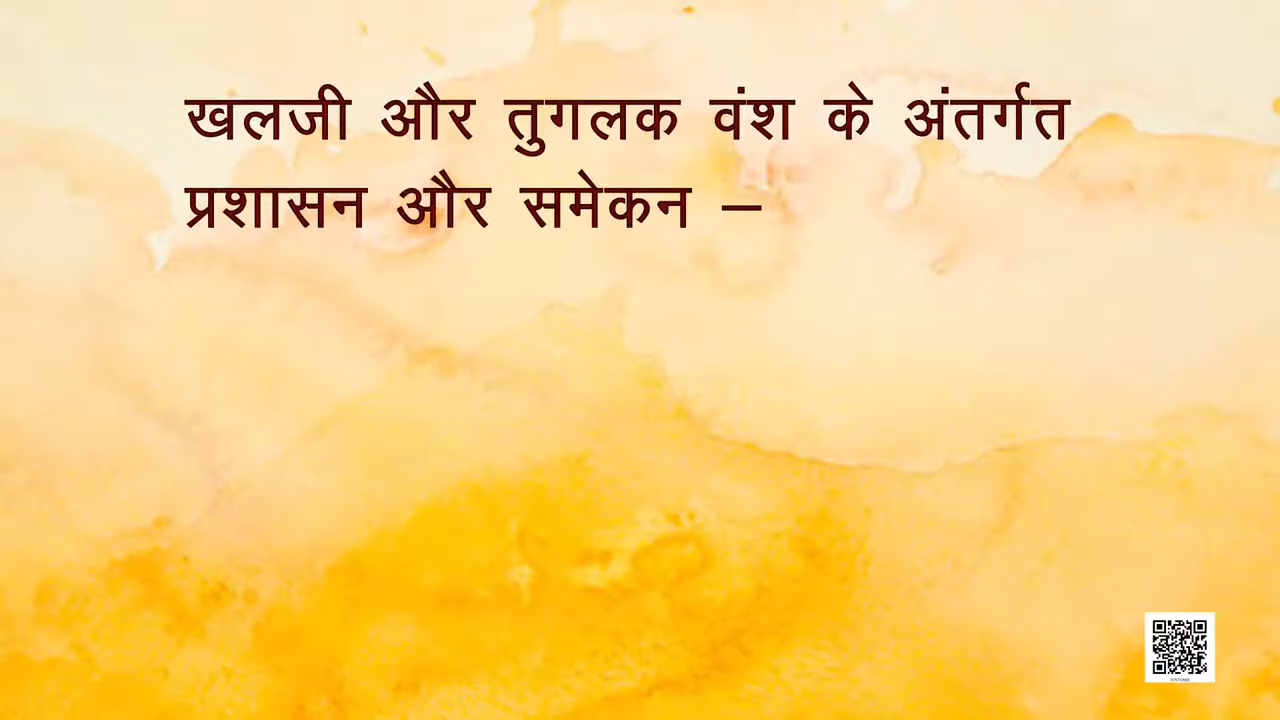 खलजी और तुगलक वंश के अंतर्गत
प्रशासन और समेकन –